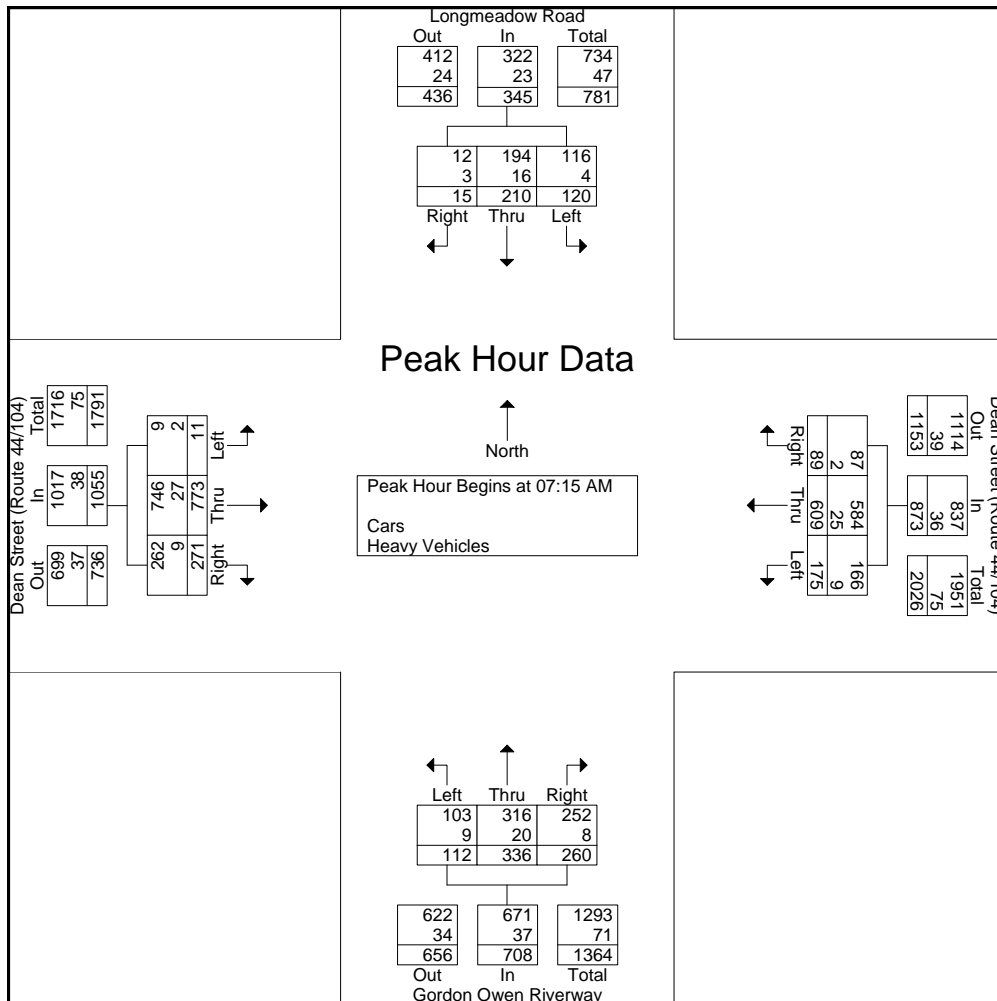 Longmeadow Road
Out In Total
412 322 734
24 23 47
436 345 781
12 194 116
3 16 4
15 210 120
Right Thru Left
Peak Hour Data
North
Peak Hour Begins at 07:15 AM
Cars
Heavy Vehicles
Dean Street (Route 44/104)
Out In Total
699 1017 1716
37 38 75
736 1055 1791
Left Thru Right
9 746 262
2 27 9
11 773 271
Dean Street (Route 44/104)
Out In Total
1114 837 1951
39 36 75
1153 873 2026
87 584 166
2 25 9
89 609 175
Right Thru Left
Left Thru Right
103 316 252
9 20 8
112 336 260
622 671 1293
34 37 71
656 708 1364
Out In Total
Gordon Owen Riverway